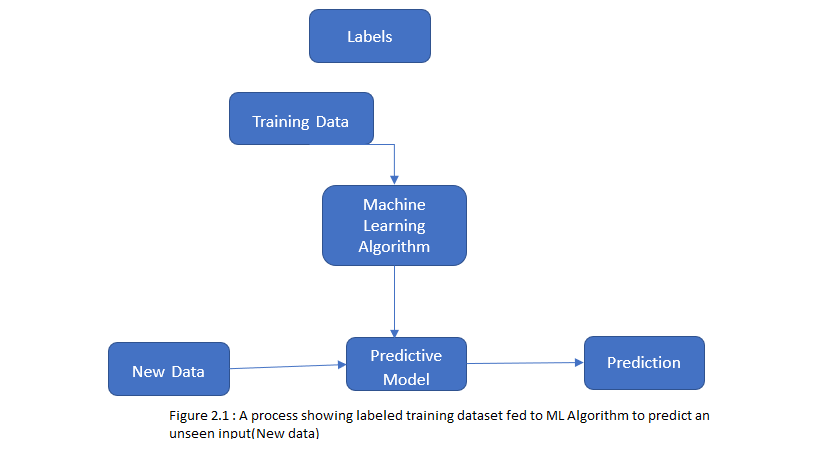 Labels
Training Data
Machine
Learning
Algorithm
New Data
Predictive
Model
Prediction
Figure 2.1 : A process showing labeled training dataset fed to ML Algorithm to predict an
unseen input(New data)